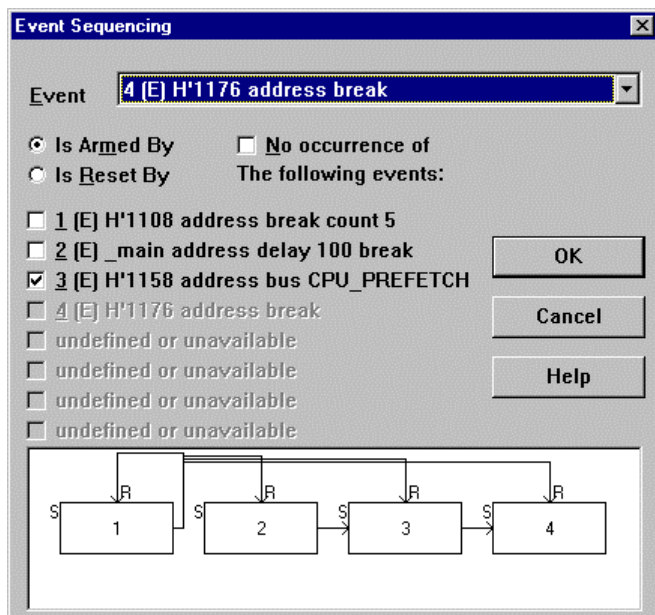 Event Sequencing
Event 4 (E) H'1176 address break
Is Armed By No occurrence of
Is Reset By The following events:
1 (E) H'1108 address break count 5
2 (E) _main address delay 100 break
3 (E) H'1158 address bus CPU_PREFETCH
4 (E) H'1176 address break
undefined or unavailable
undefined or unavailable
undefined or unavailable
undefined or unavailable
OK
Cancel
Help
R R R R
S S S S
1 2 3 4